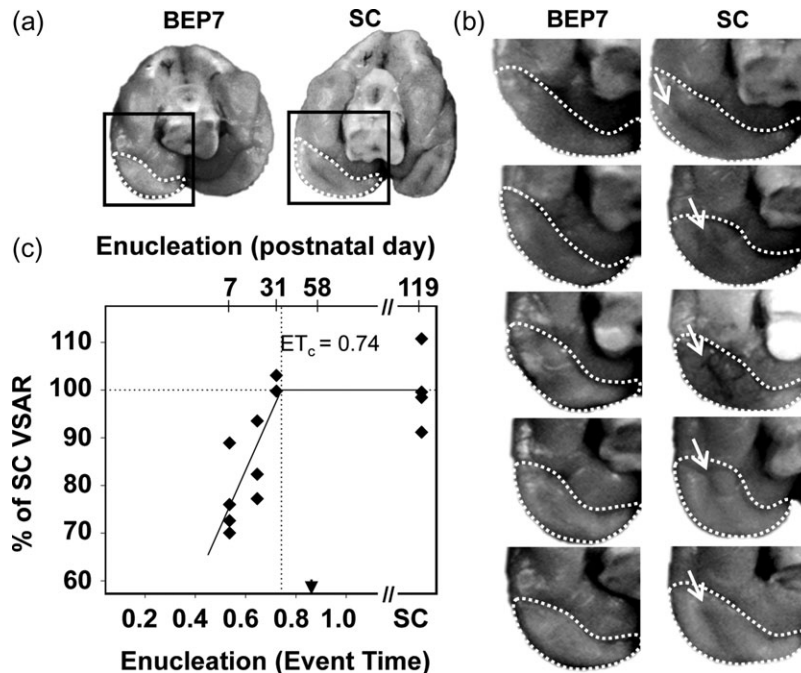 (a)
BEP7
SC
(b)
BEP7
SC
(c)
Enucleation (postnatal day)
7
31
58
//
119
ET_c = 0.74
% of SC VSAR
110
100
90
80
70
60
0.2
0.4
0.6
0.8
1.0
//
SC
Enucleation (Event Time)